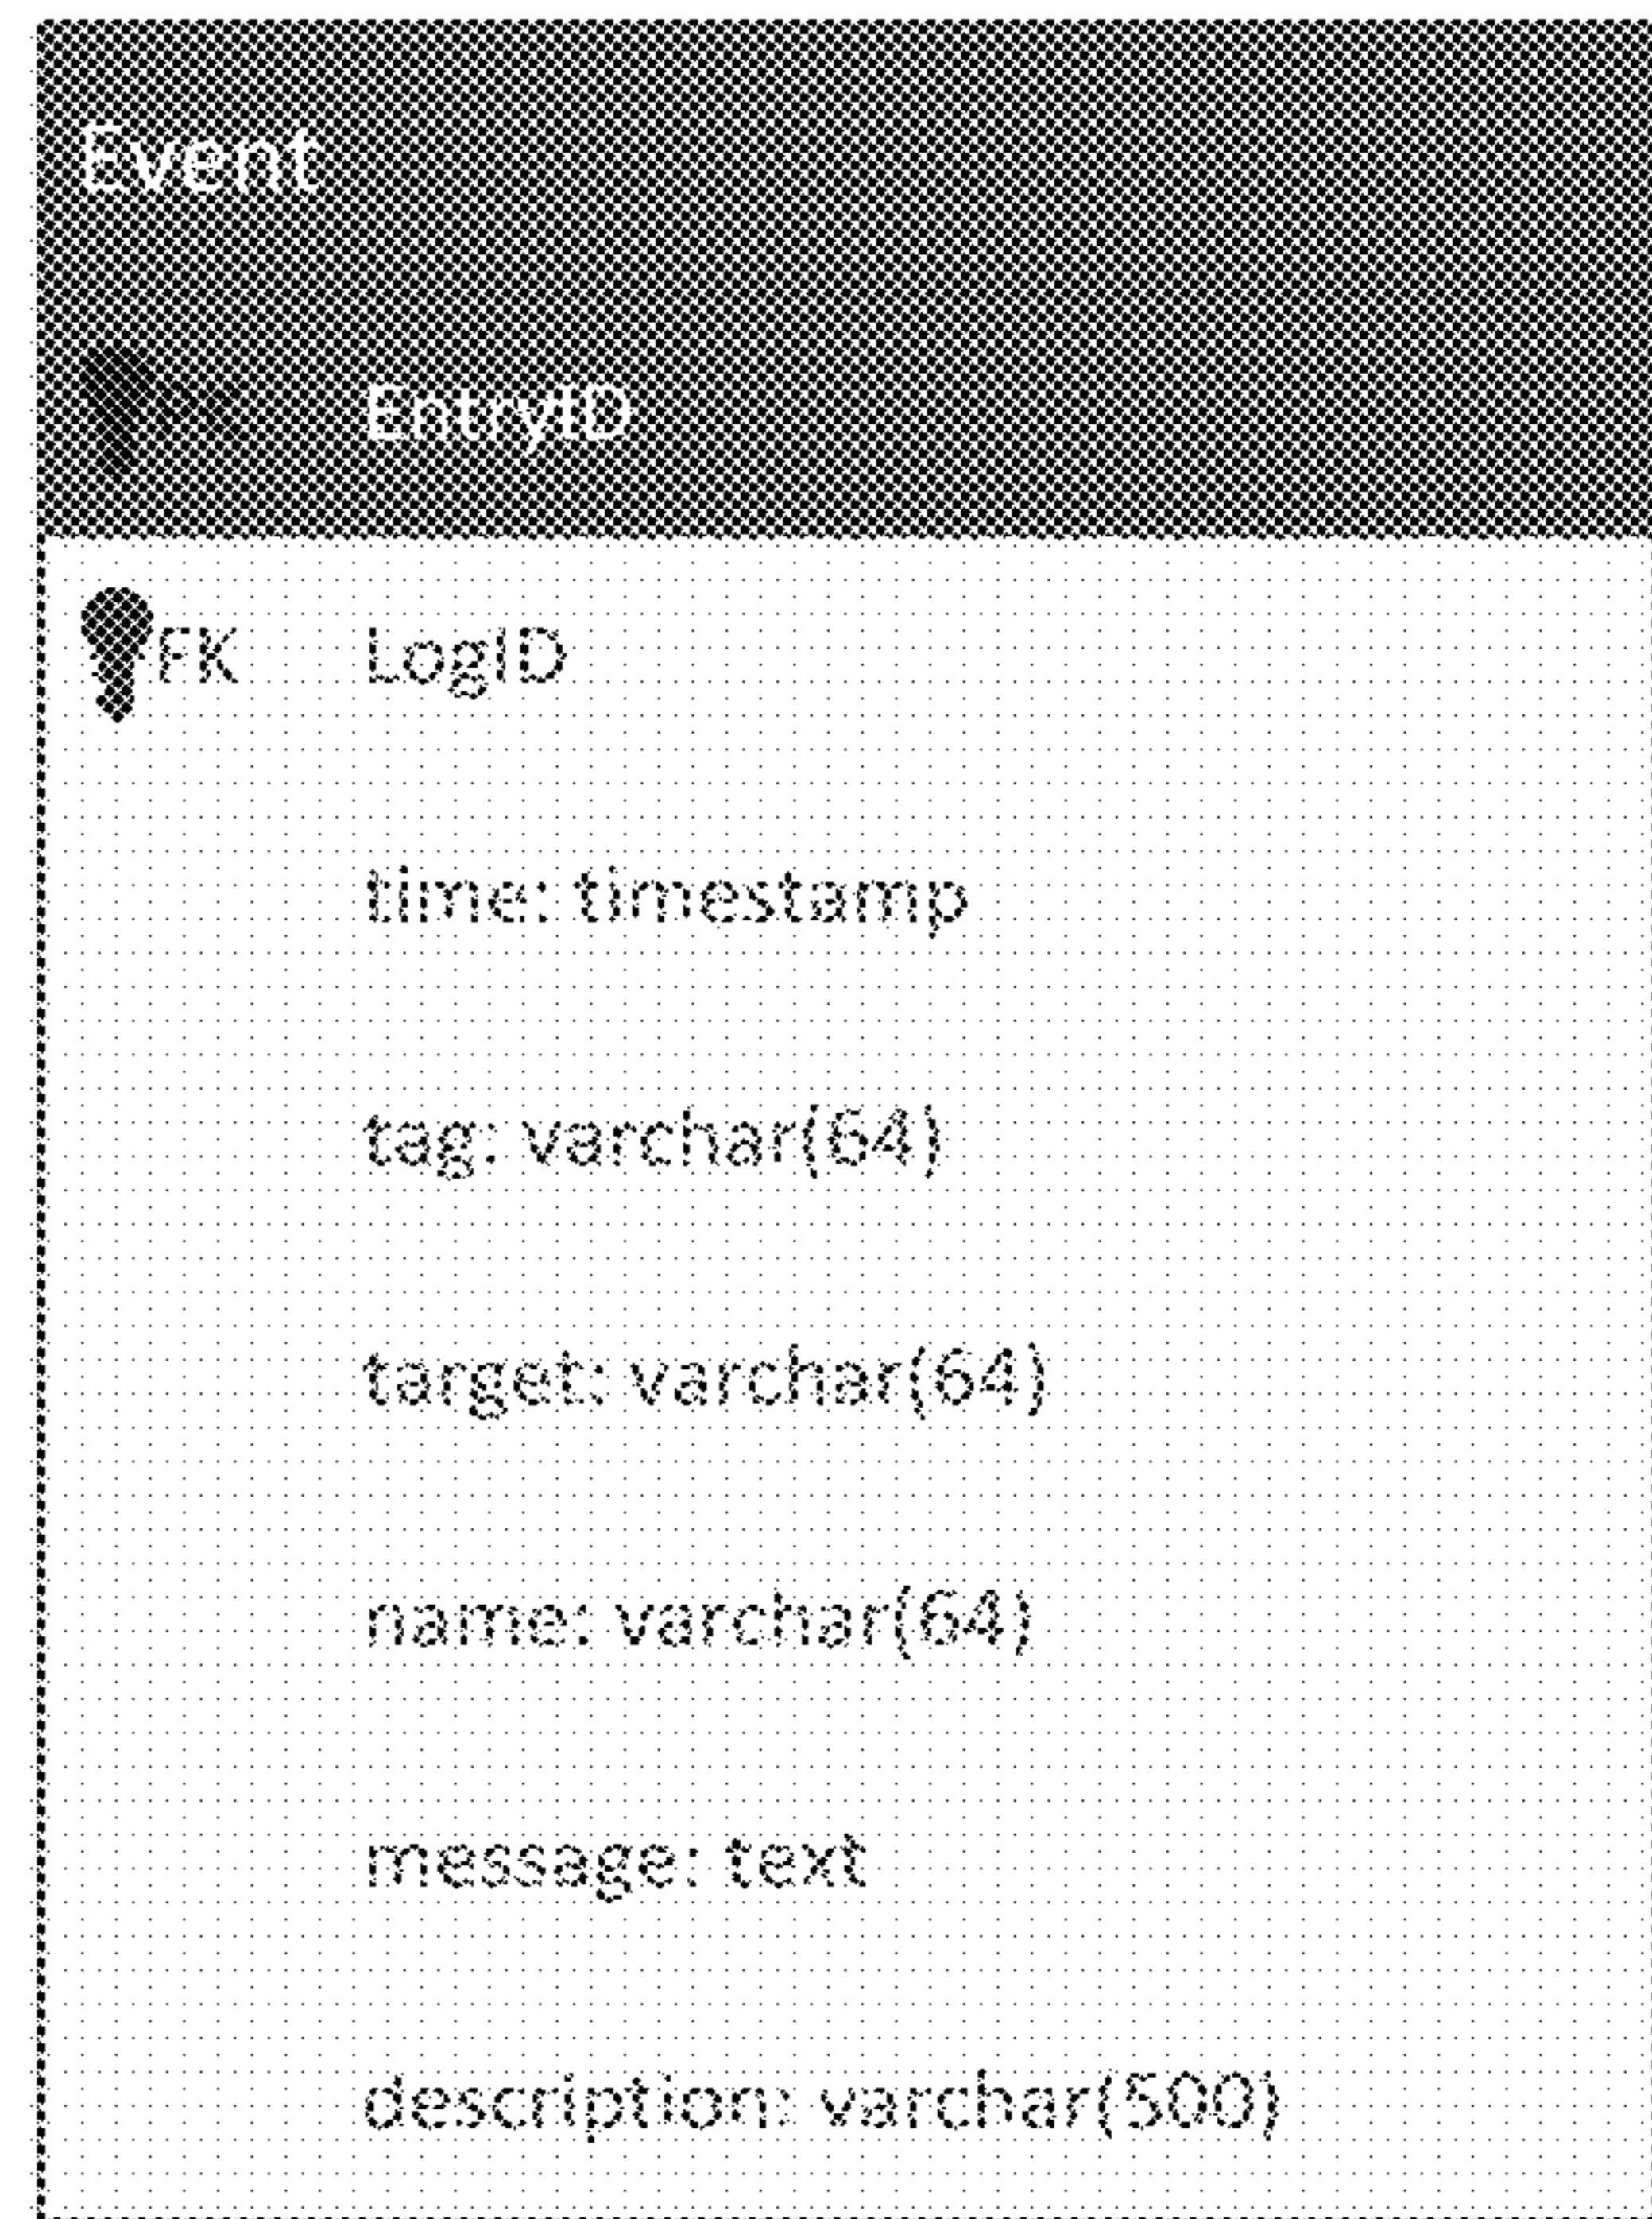 Event
PK EntryID
FK LogID
time: timestamp
tag: varchar(64)
target: varchar(64)
name: varchar(64)
message: text
description: varchar(500)